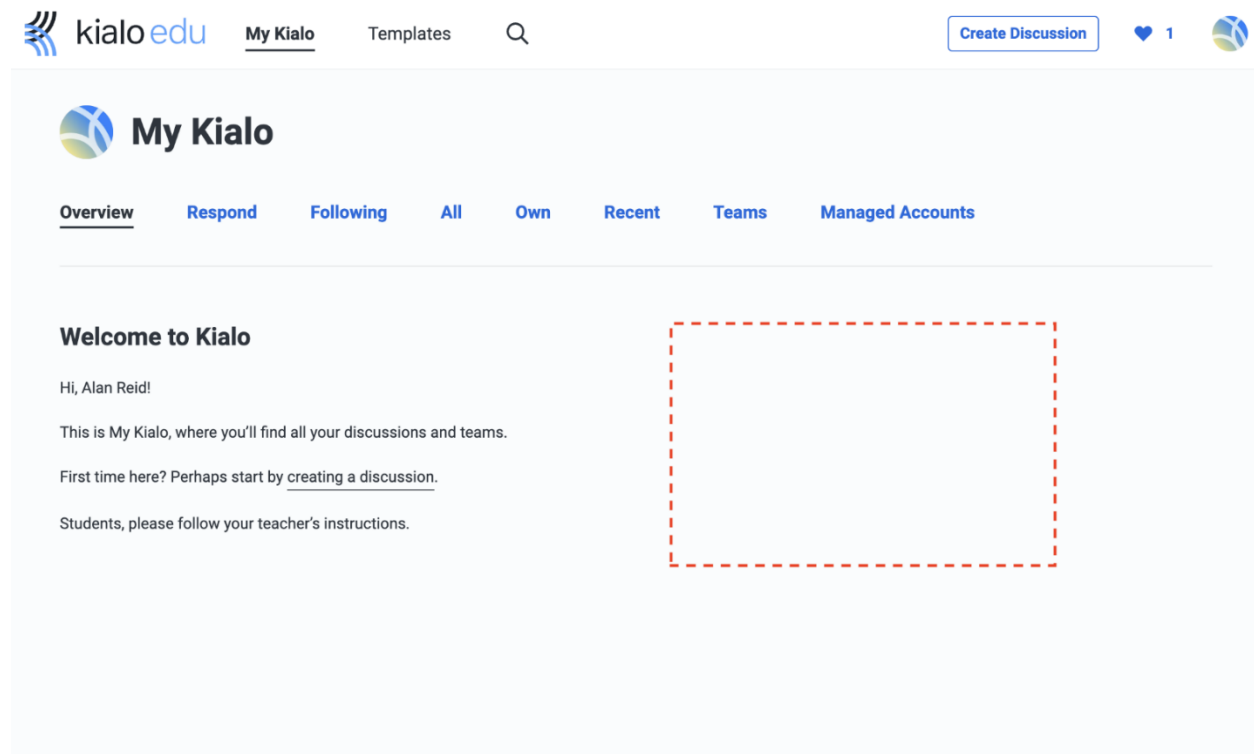 kialo edu My Kialo Templates Create Discussion 1
My Kialo
Overview Respond Following All Own Recent Teams Managed Accounts
Welcome to Kialo
Hi, Alan Reid!
This is My Kialo, where you’ll find all your discussions and teams.
First time here? Perhaps start by creating a discussion.
Students, please follow your teacher’s instructions.